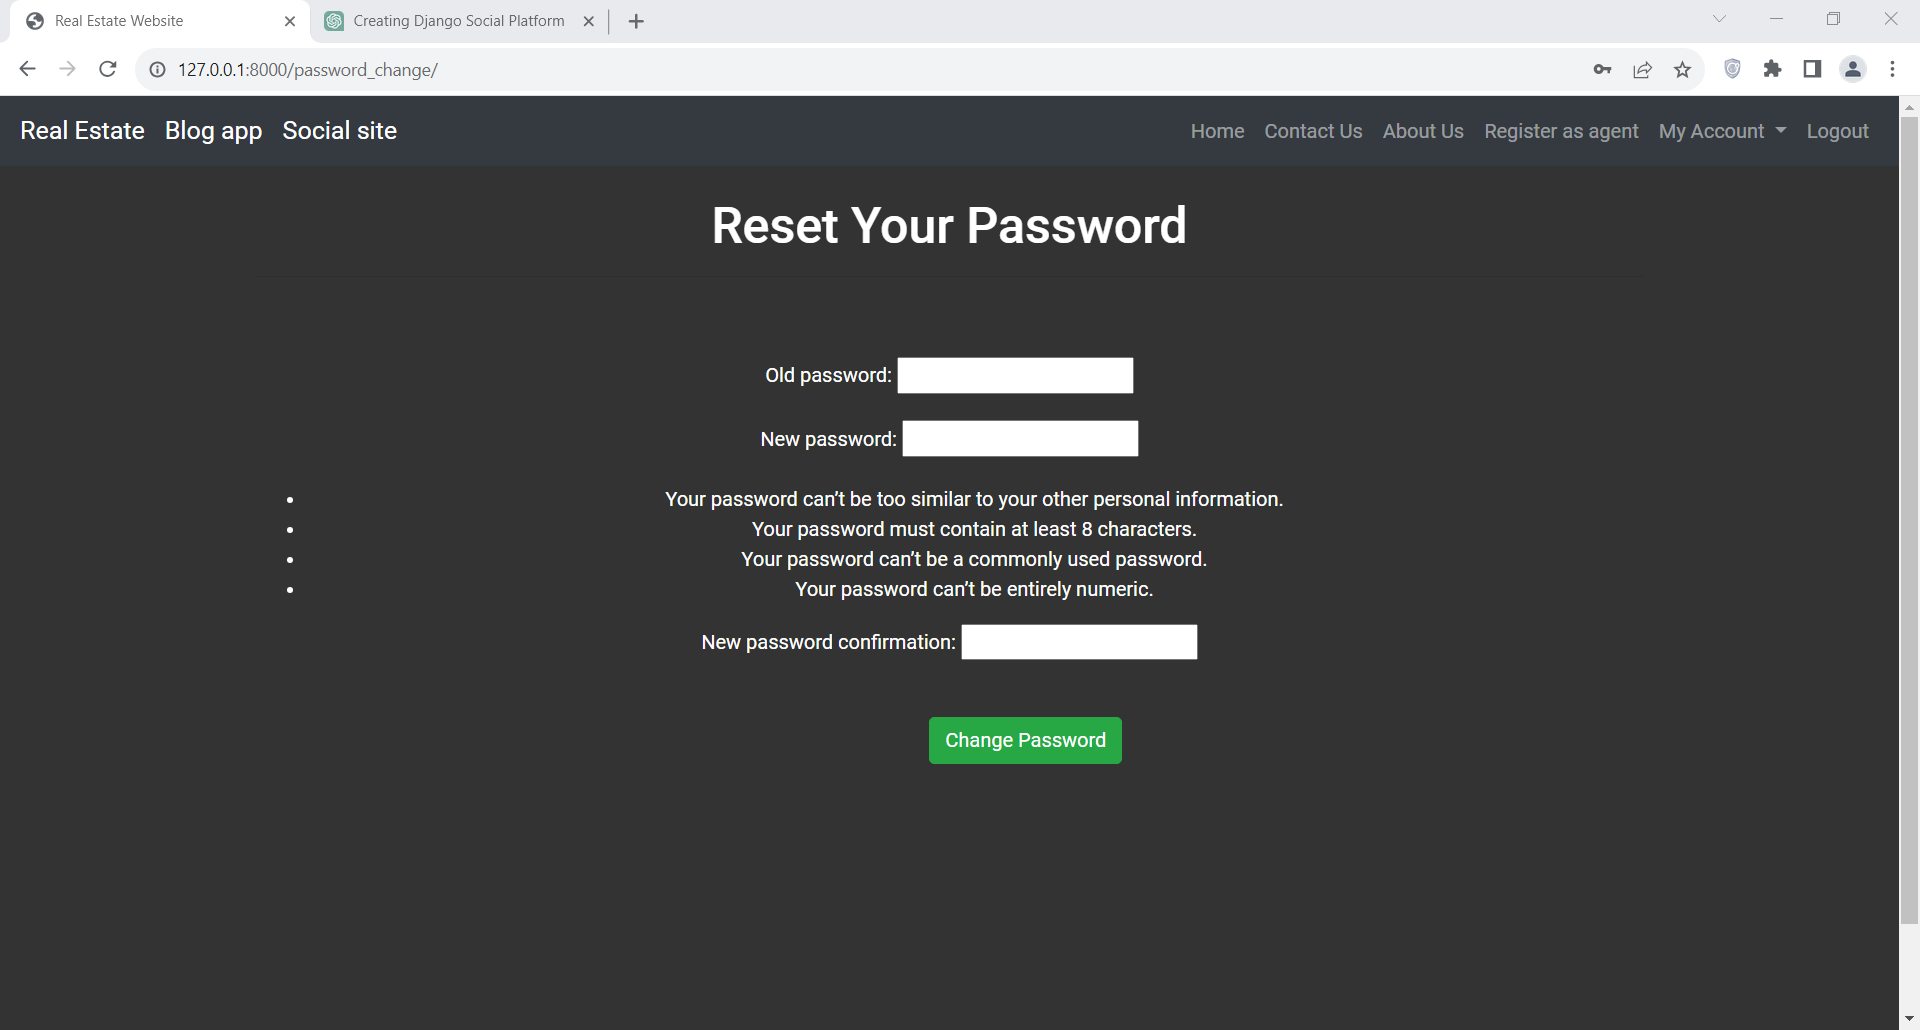 Real Estate Website
Creating Django Social Platform
127.0.0.1:8000/password_change/
Real Estate Blog app Social site Home Contact Us About Us Register as agent My Account Logout
Reset Your Password
Old password:
New password:
• Your password can’t be too similar to your other personal information.
• Your password must contain at least 8 characters.
• Your password can’t be a commonly used password.
• Your password can’t be entirely numeric.
New password confirmation:
Change Password